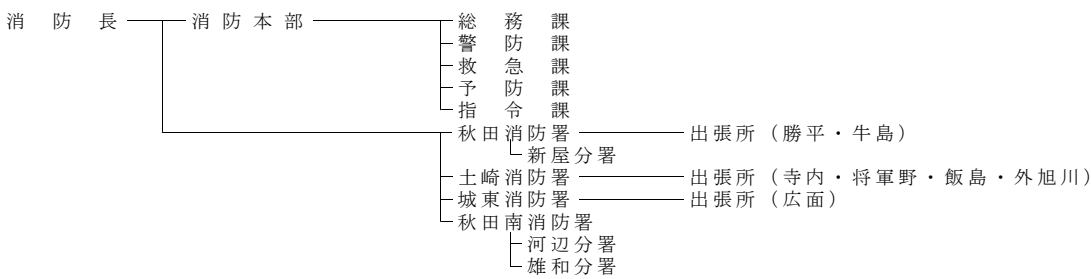 消防長 消防本部 総務課
警防課
救急課
予防課
指令課
秋田消防署 出張所（勝平・牛島）
新屋分署
土崎消防署 出張所（寺内・将軍野・飯島・外旭川）
城東消防署 出張所（広面）
秋田南消防署
河辺分署
雄和分署